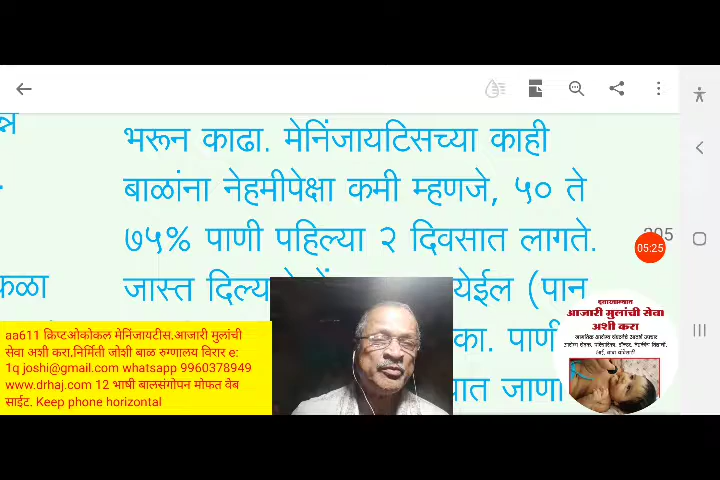 न्न
भरून काढा. मेनिंजायटिसच्या काही
बाळांना नेहमीपेक्षा कमी म्हणजे, ५० ते
७५% पाणी पहिल्या २ दिवसात लागते.
कळा
जास्त दिल्या
येईल (पान
का. पाणी
पात जाणा
05:25
aa611 क्रिप्टओकोकल मेनिंजायटीस.आजारी मुलांची
सेवा अशी करा,निर्मिती जोशी बाळ रुग्णालय विरार e:
1q joshi@gmail.com whatsapp 9960378949
www.drhaj.com 12 भाषी बालसंगोपन मोफत वेब
साईट. Keep phone horizontal
आजारी मुलांची सेवा
अशी करा